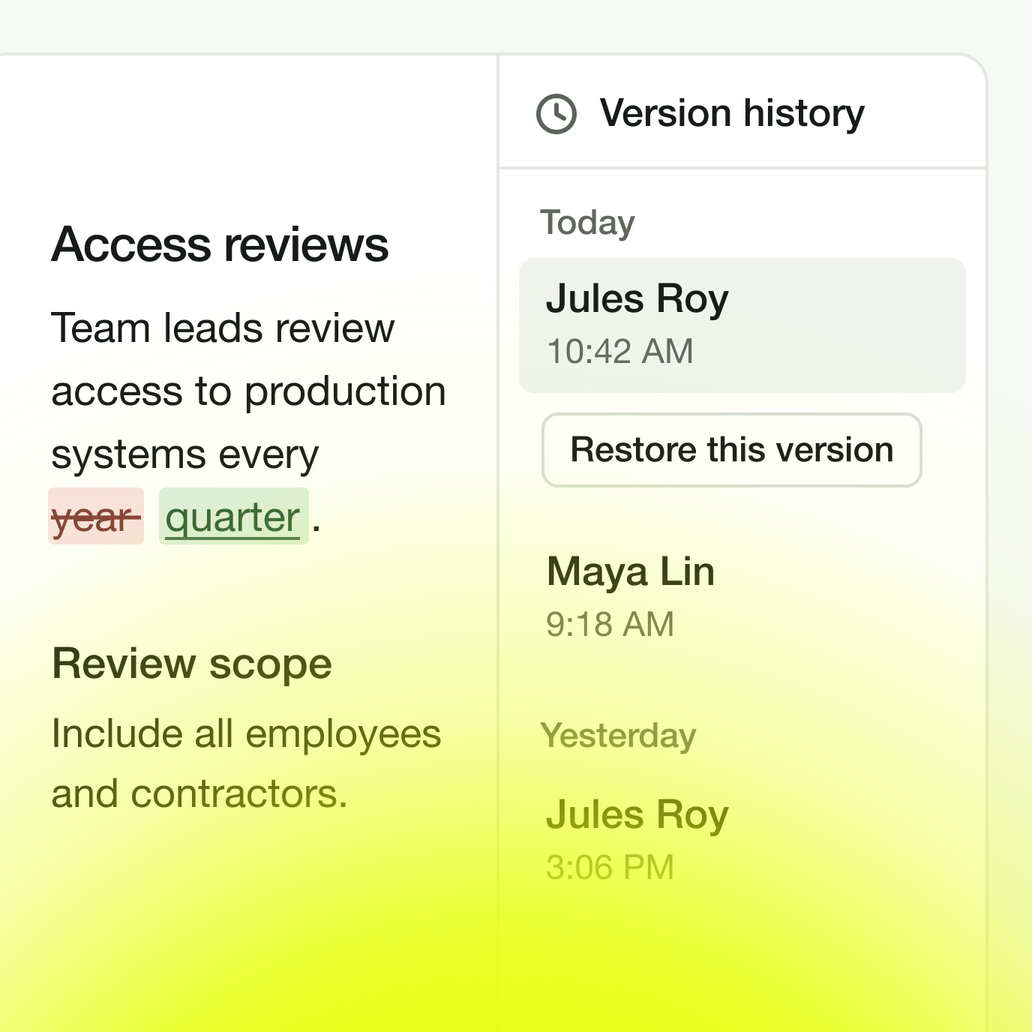 Access reviews
Team leads review
access to production
systems every
year quarter.
Review scope
Include all employees
and contractors.
Version history
Today
Jules Roy
10:42 AM
Restore this version
Maya Lin
9:18 AM
Yesterday
Jules Roy
3:06 PM